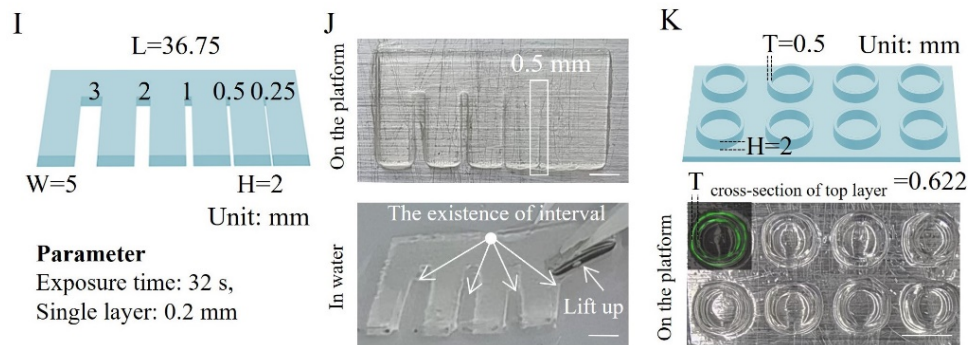 I
L=36.75
3 2 1 0.5 0.25
W=5
H=2
Unit: mm
Parameter
Exposure time: 32 s,
Single layer: 0.2 mm
J
On the platform
0.5 mm
In water
The existence of interval
Lift up
K
T=0.5
Unit: mm
H=2
T cross-section of top layer =0.622
On the platform